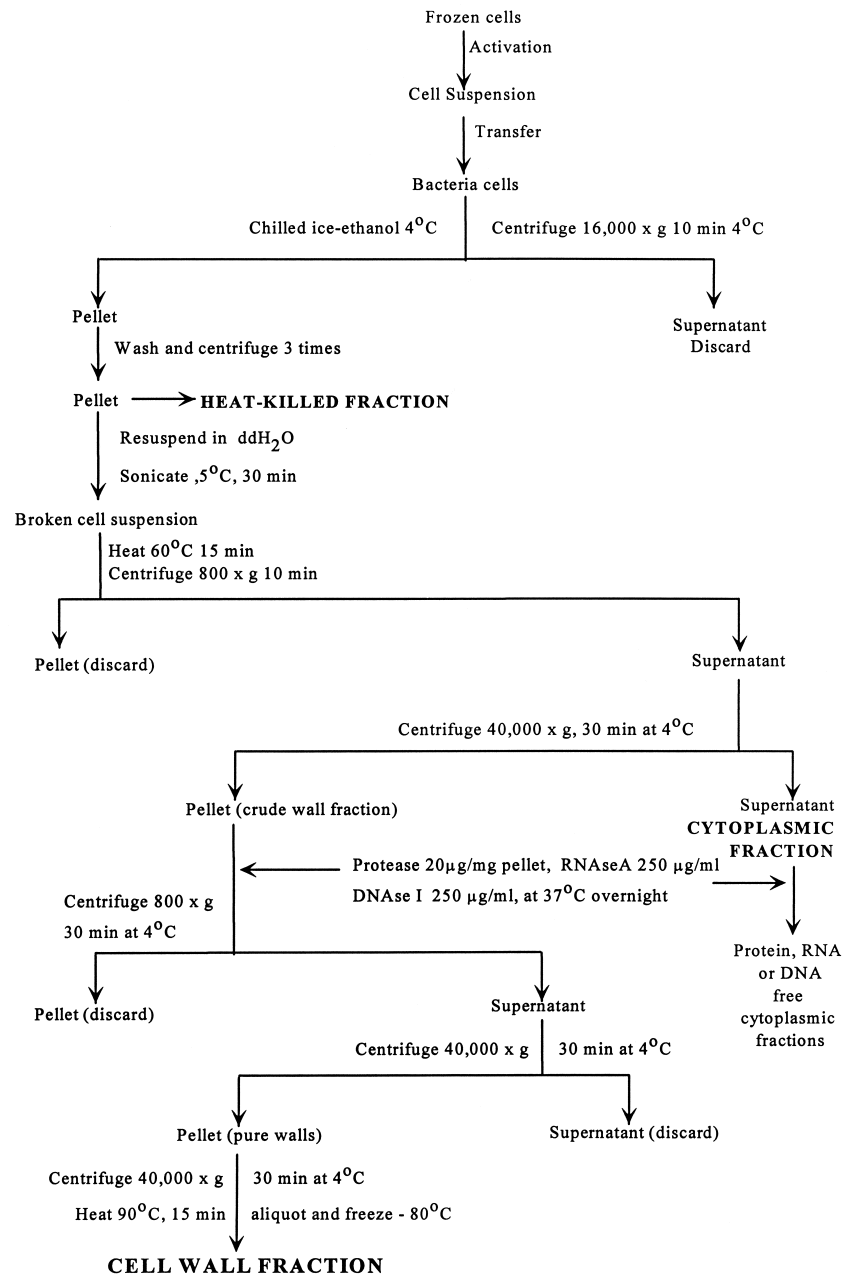 Frozen cells
Activation
Cell Suspension
Transfer
Bacteria cells
Chilled ice-ethanol 4°C
Centrifuge 16,000 x g 10 min 4°C
Pellet
Supernatant
Discard
Wash and centrifuge 3 times
Pellet
HEAT-KILLED FRACTION
Resuspend in ddH2O
Sonicate ,5°C, 30 min
Broken cell suspension
Heat 60°C 15 min
Centrifuge 800 x g 10 min
Pellet (discard)
Supernatant
Centrifuge 40,000 x g, 30 min at 4°C
Pellet (crude wall fraction)
Supernatant
CYTOPLASMIC
FRACTION
Protease 20µg/mg pellet, RNAseA 250 µg/ml
DNAse I 250 µg/ml, at 37°C overnight
Centrifuge 800 x g
30 min at 4°C
Protein, RNA
or DNA
free
cytoplasmic
fractions
Pellet (discard)
Supernatant
Centrifuge 40,000 x g
30 min at 4°C
Pellet (pure walls)
Supernatant (discard)
Centrifuge 40,000 x g
30 min at 4°C
Heat 90°C, 15 min
aliquot and freeze - 80°C
CELL WALL FRACTION